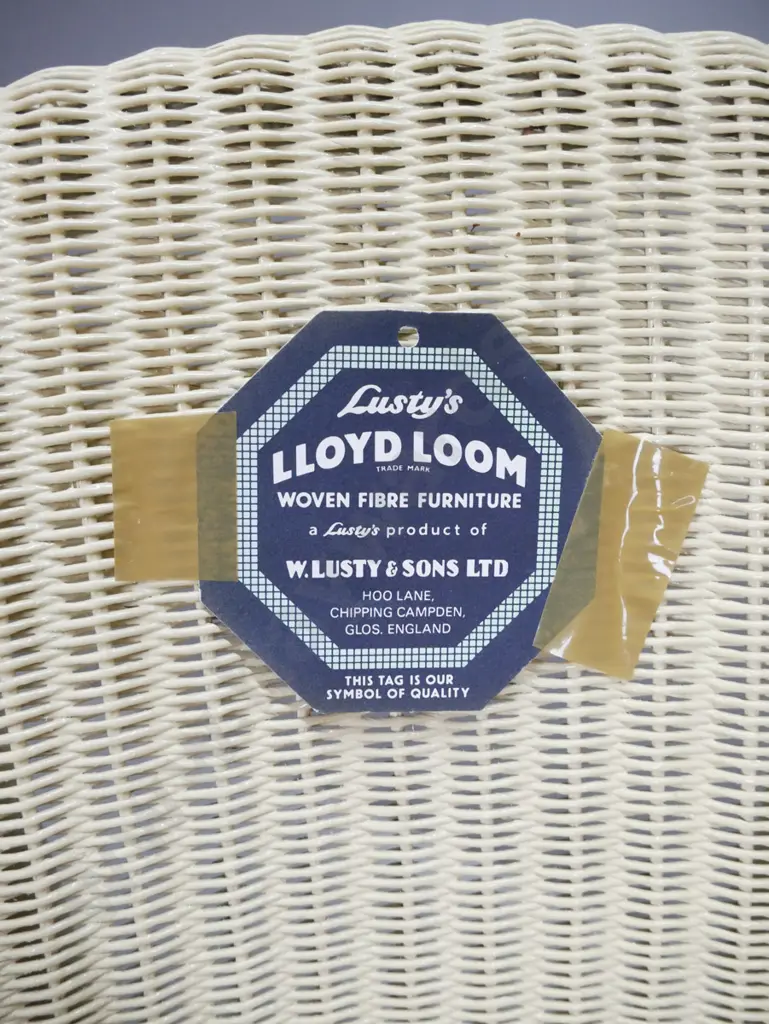 Lusty's
LLOYD LOOM
TRADE MARK
WOVEN FIBRE FURNITURE
a Lusty's product of
W. LUSTY & SONS LTD
HOO LANE,
CHIPPING CAMPDEN,
GLOS. ENGLAND
THIS TAG IS OUR
SYMBOL OF QUALITY